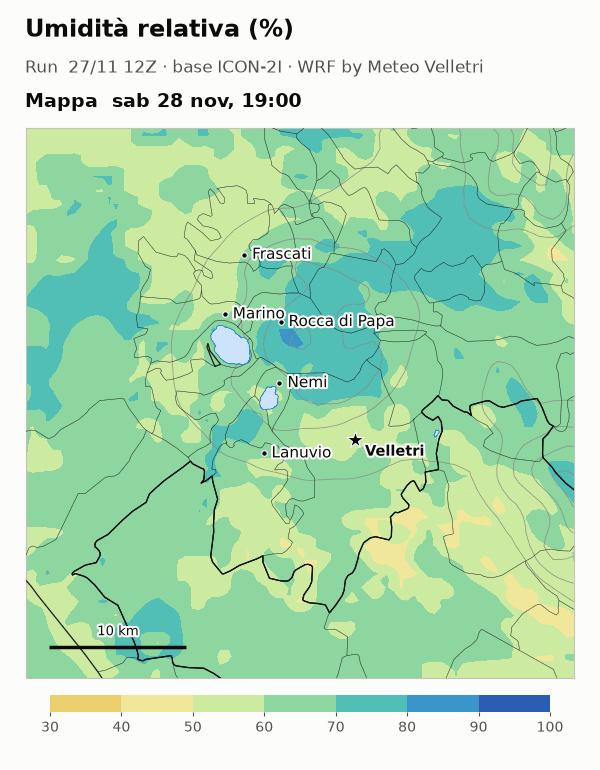 Umidità relativa (%)
Run  27/11 12Z · base ICON-2I · WRF by Meteo Velletri
Mappa  sab 28 nov, 19:00
Frascati
Marino
Rocca di Papa
Nemi
Velletri
Lanuvio
10 km
30 40 50 60 70 80 90 100